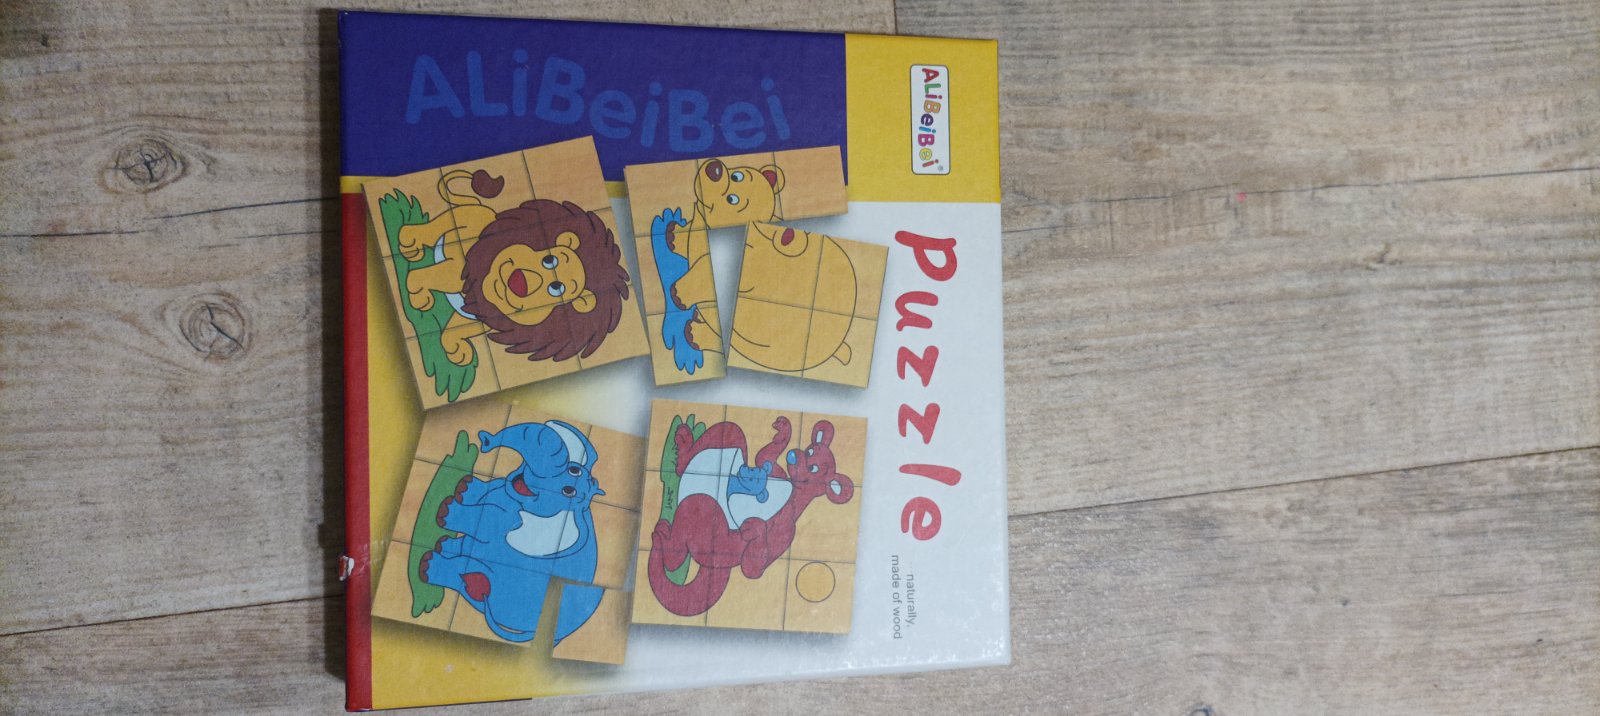 ALiBeiBei
ALiBeiBei®
Puzzle
...naturally,
made of wood